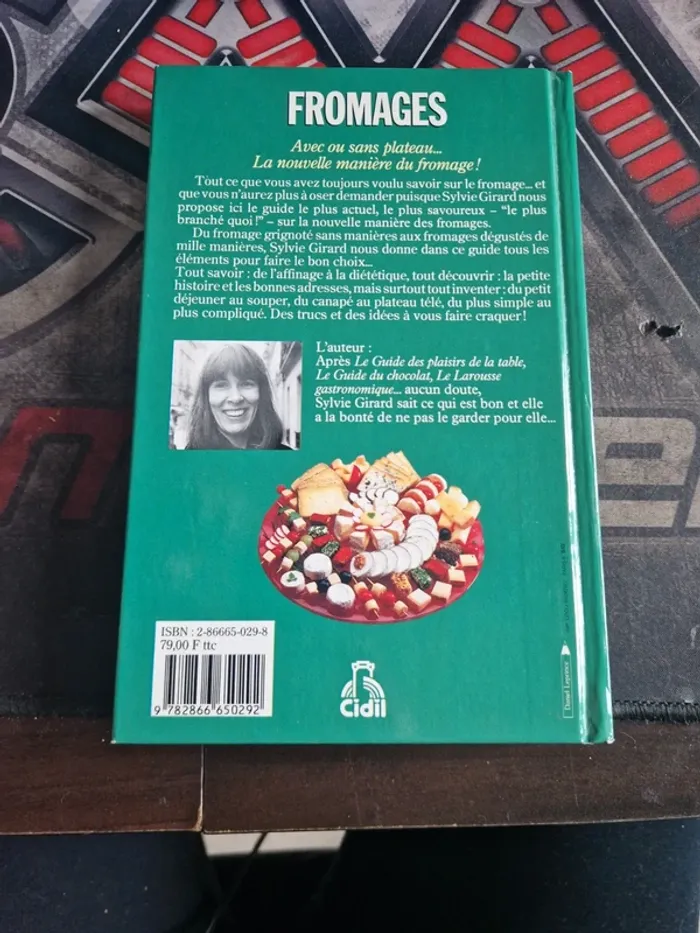 FROMAGES
Avec ou sans plateau...
La nouvelle manière du fromage !
Tout ce que vous avez toujours voulu savoir sur le fromage... et
que vous n'aurez plus à oser demander puisque Sylvie Girard nous
propose ici le guide le plus actuel, le plus savoureux – “le plus
branché quoi !” – sur la nouvelle manière des fromages.
Du fromage grignoté sans manières aux fromages dégustés de
mille manières, Sylvie Girard nous donne dans ce guide tous les
éléments pour faire le bon choix...
Tout savoir : de l'affinage à la diététique, tout découvrir : la petite
histoire et les bonnes adresses, mais surtout tout inventer : du petit
déjeuner au souper, du canapé au plateau télé, du plus simple au
plus compliqué. Des trucs et des idées à vous faire craquer !
L'auteur :
Après Le Guide des plaisirs de la table,
Le Guide du chocolat, Le Larousse
gastronomique... aucun doute,
Sylvie Girard sait ce qui est bon et elle
a la bonté de ne pas le garder pour elle...
ISBN : 2-86665-029-8
79,00 F ttc
9 782866 650292
Cidil
Daniel Leprince